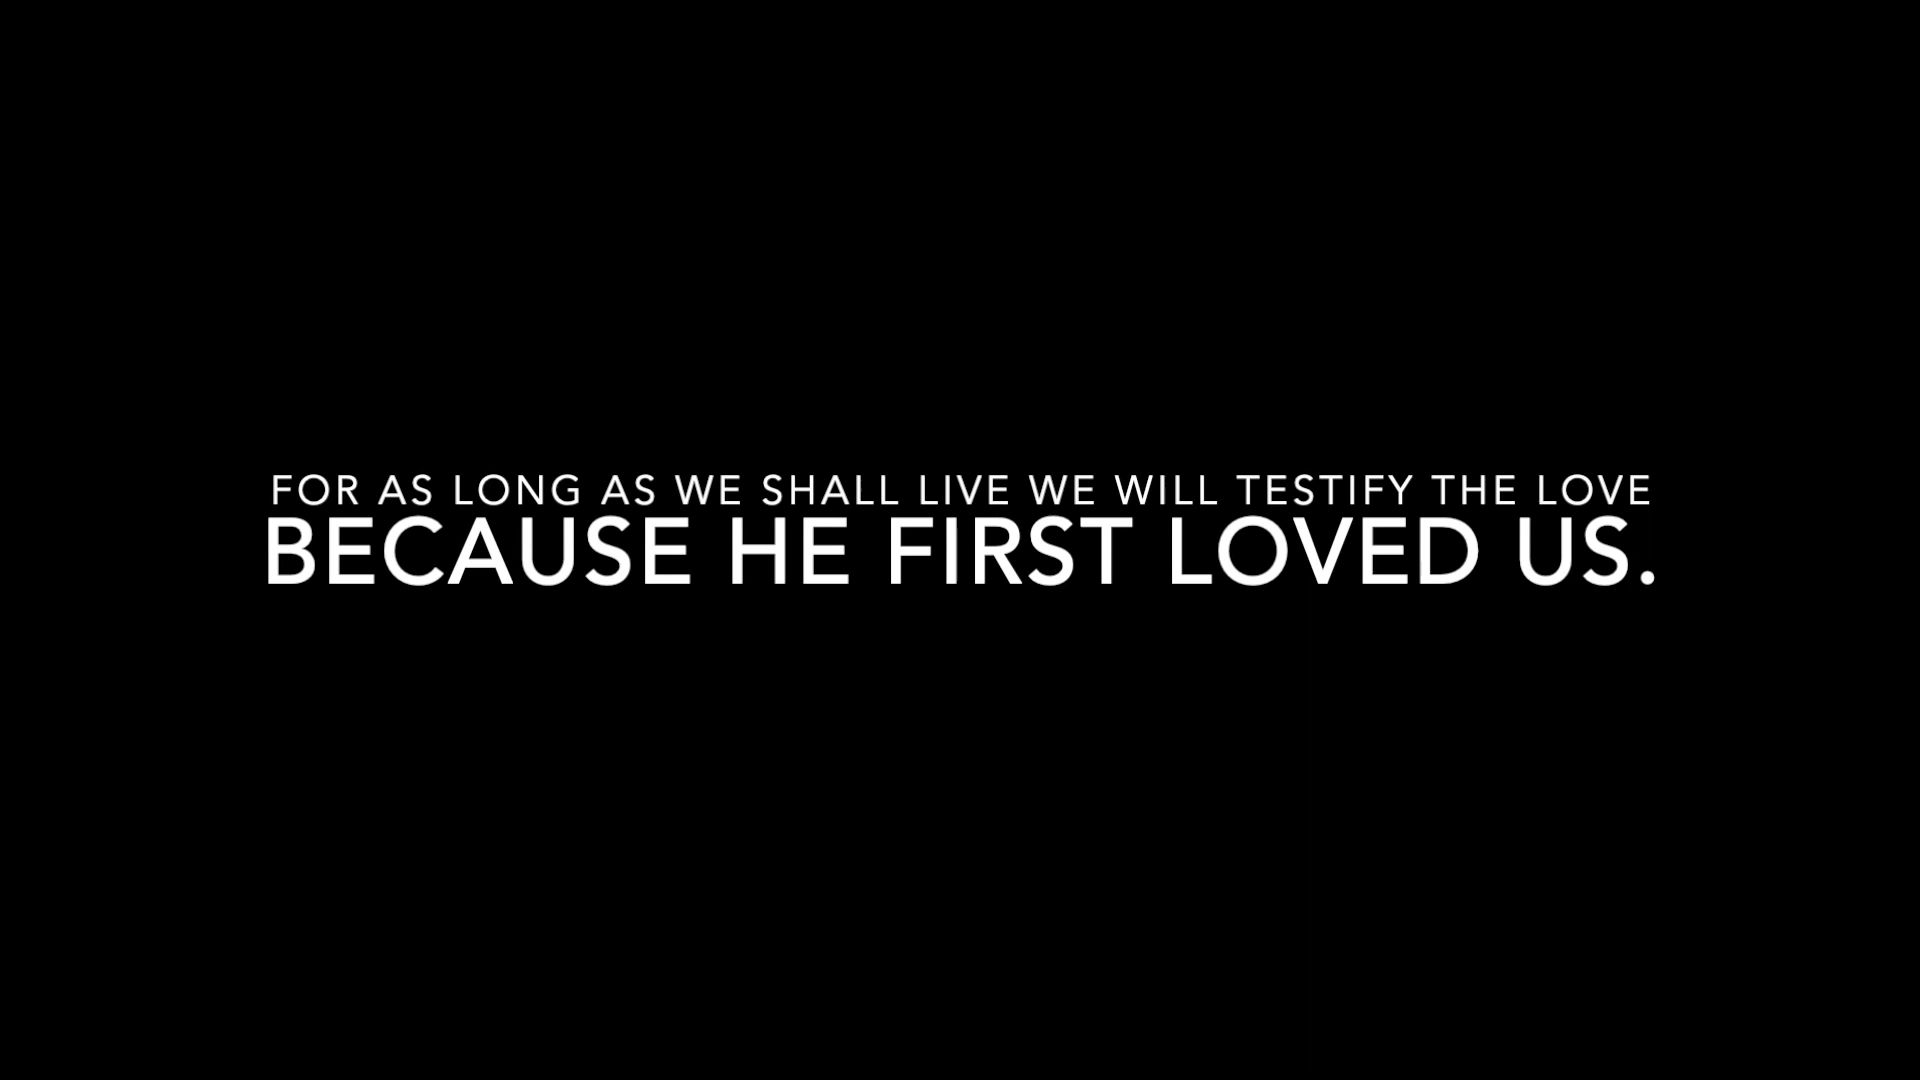 FOR AS LONG AS WE SHALL LIVE WE WILL TESTIFY THE LOVE
BECAUSE HE FIRST LOVED US.